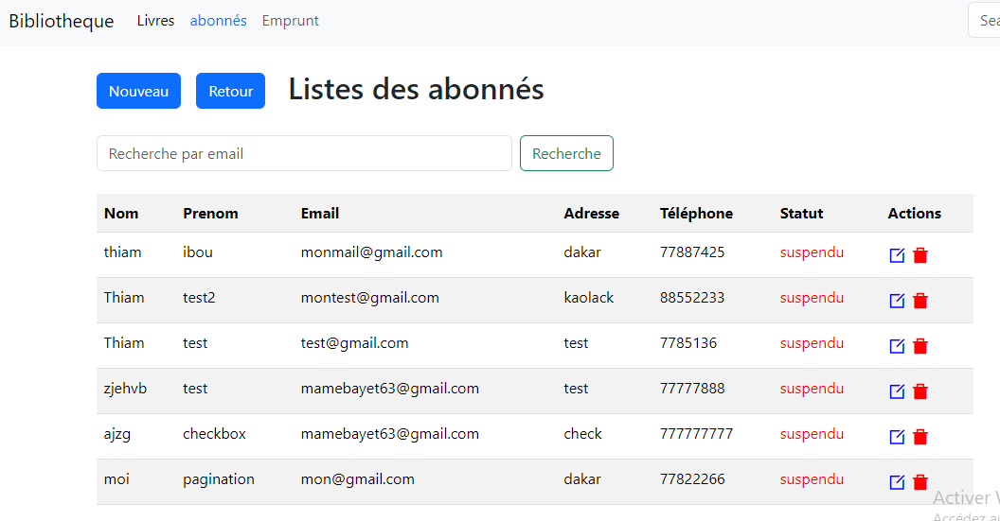 Bibliotheque Livres abonnés Emprunt
Nouveau Retour Listes des abonnés
Recherche par email Recherche
Nom Prenom Email Adresse Téléphone Statut Actions
thiam ibou monmail@gmail.com dakar 77887425 suspendu
Thiam test2 montest@gmail.com kaolack 88552233 suspendu
Thiam test test@gmail.com test 7785136 suspendu
zjehvb test mamebayet63@gmail.com test 77777888 suspendu
ajzg checkbox mamebayet63@gmail.com check 777777777 suspendu
moi pagination mon@gmail.com dakar 77822266 suspendu
Activer